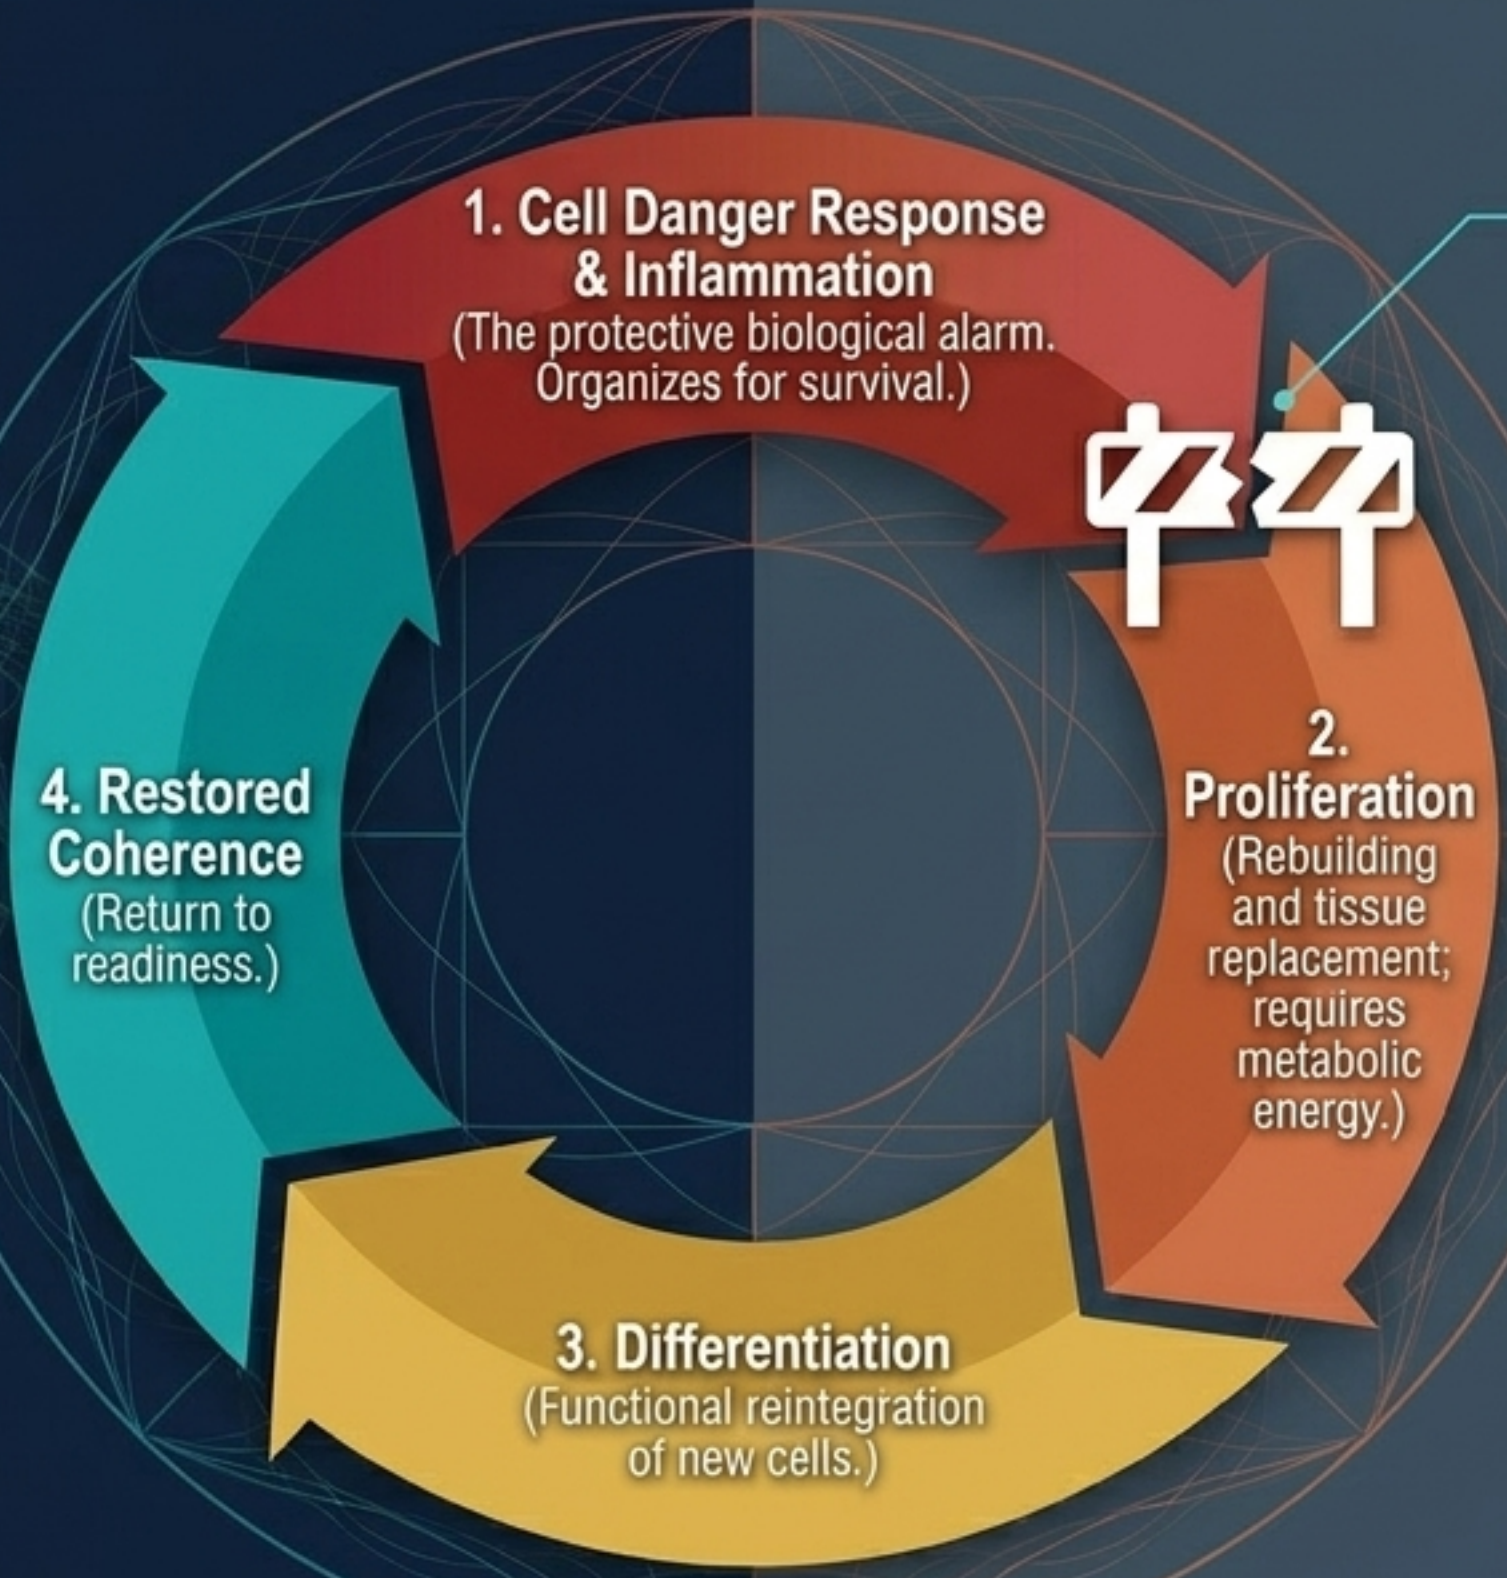 1. Cell Danger Response
& Inflammation
(The protective biological alarm.
Organizes for survival.)
2.
Proliferation
(Rebuilding
and tissue
replacement;
requires
metabolic
energy.)
3. Differentiation
(Functional reintegration
of new cells.)
4. Restored
Coherence
(Return to
readiness.)